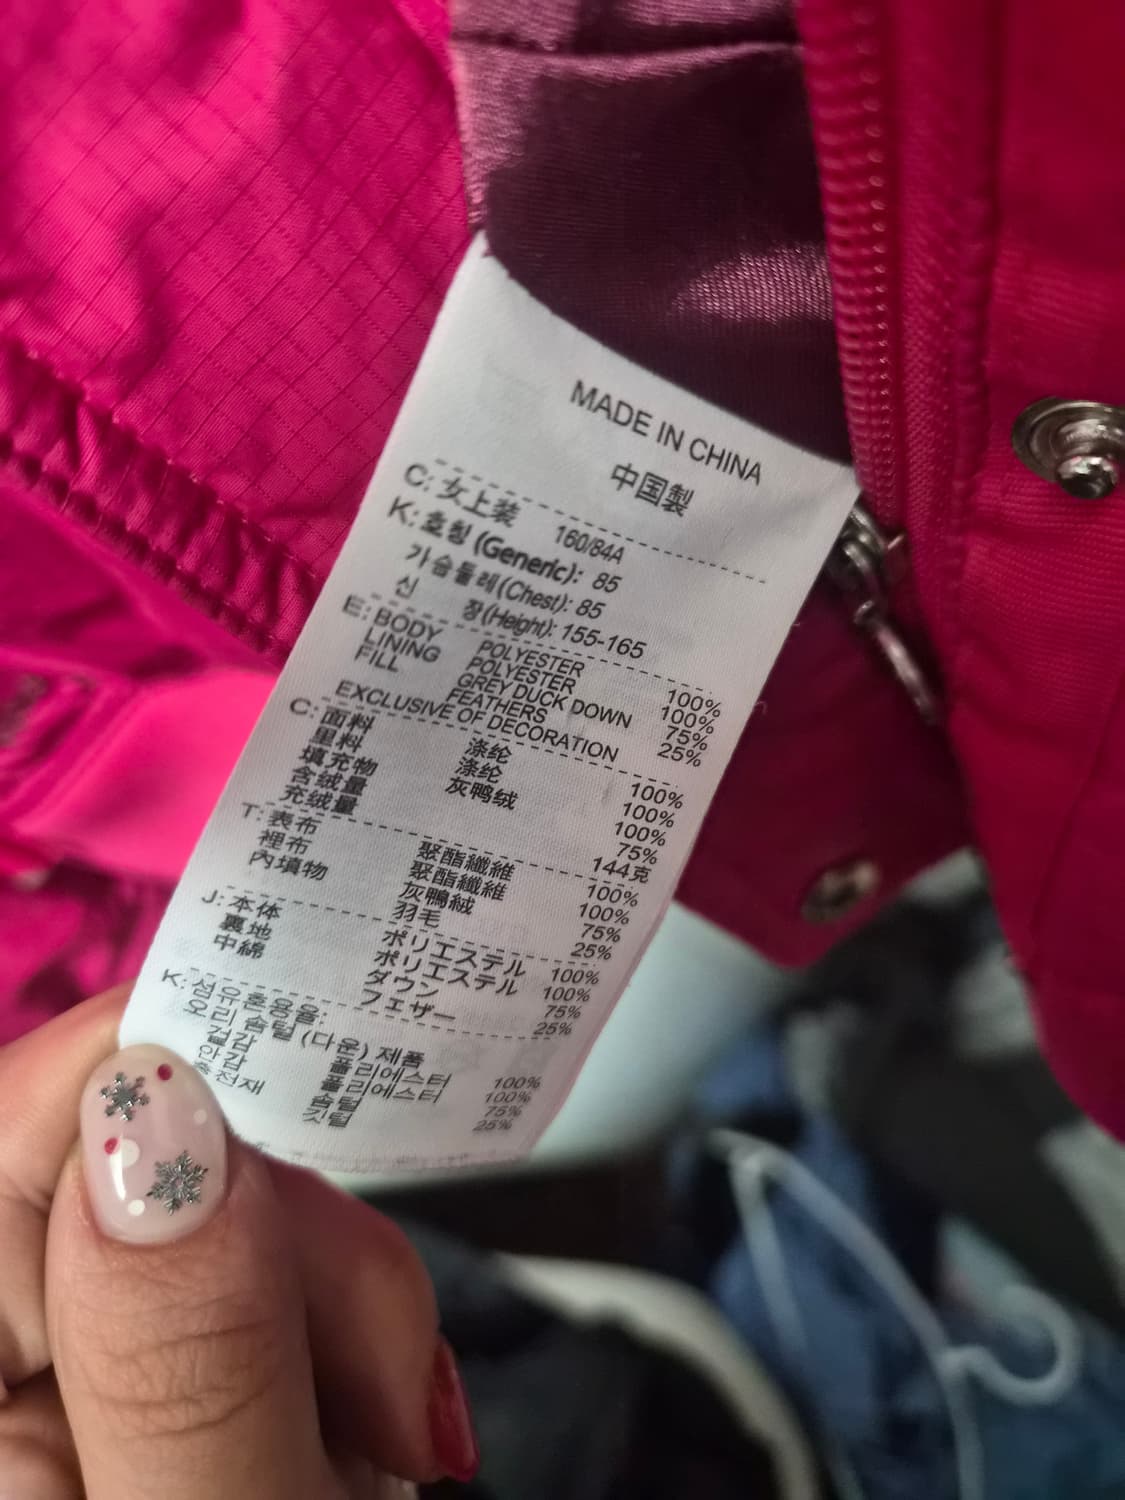 MADE IN CHINA
中国製
C: 女上装 160/84A
K: 호칭 (Generic): 85
가슴둘레(Chest): 85
신 장(Height): 155-165
E: BODY POLYESTER 100%
LINING POLYESTER 100%
FILL GREY DUCK DOWN 75%
FEATHERS 25%
EXCLUSIVE OF DECORATION
C: 面料 涤纶 100%
里料 涤纶 100%
填充物 灰鸭绒 100%
含绒量 75%
充绒量 144克
T: 表布 聚酯纖維 100%
裡布 聚酯纖維 100%
內填物 灰鴨絨 75%
羽毛 25%
J: 本体 ポリエステル 100%
裏地 ポリエステル 100%
中綿 ダウン 75%
フェザー 25%
K: 섬유혼용율:
오리 솜털 (다운) 제품
겉감 폴리에스터 100%
안감 폴리에스터 100%
충전재 솜털 75%
깃털 25%